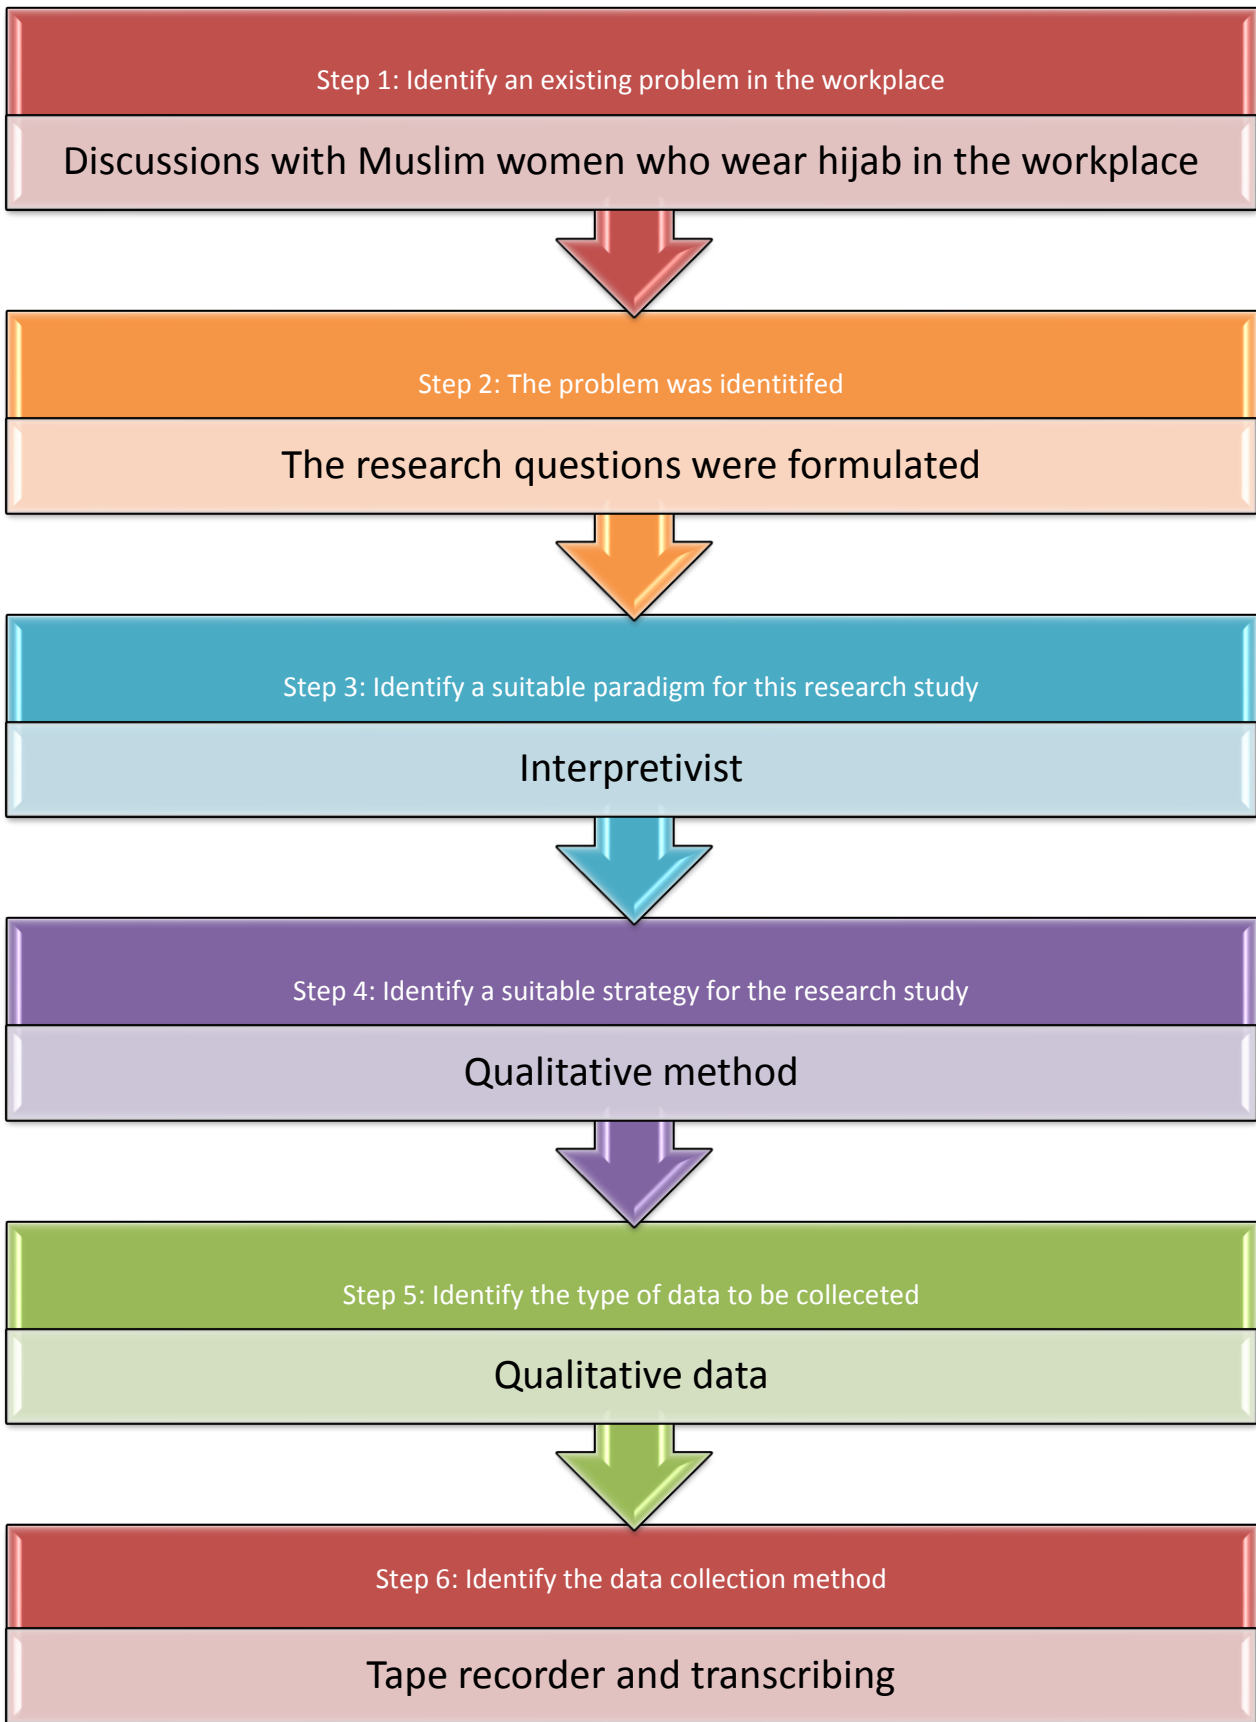 Step 1: Identify an existing problem in the workplace
Discussions with Muslim women who wear hijab in the workplace
Step 2: The problem was identitifed
The research questions were formulated
Step 3: Identify a suitable paradigm for this research study
Interpretivist
Step 4: Identify a suitable strategy for the research study
Qualitative method
Step 5: Identify the type of data to be colleceted
Qualitative data
Step 6: Identify the data collection method
Tape recorder and transcribing